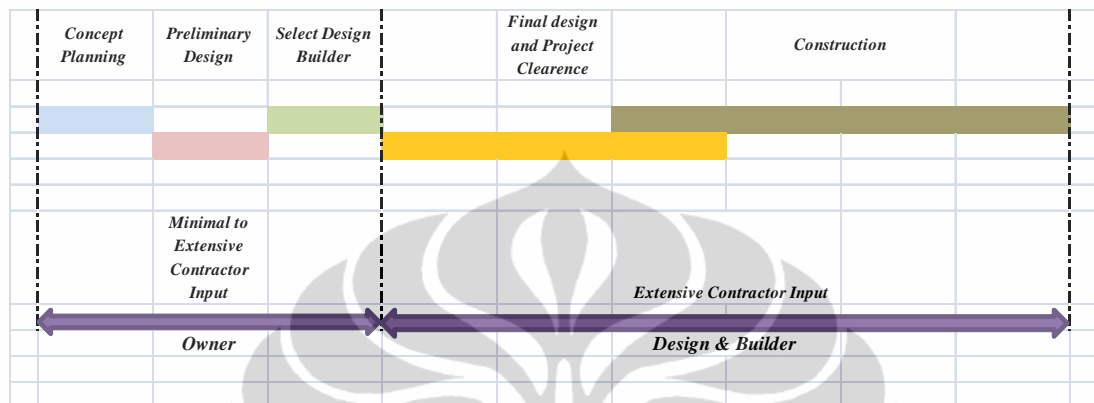 Concept
Planning
Preliminary
Design
Select Design
Builder
Final design
and Project
Clearence
Construction
Minimal to
Extensive
Contractor
Input
Extensive Contractor Input
Owner
Design & Builder